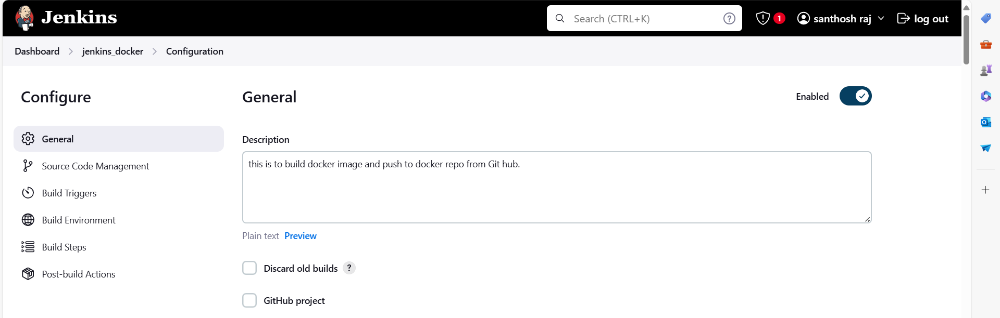 Jenkins
Search (CTRL+K)
?
1
santhosh raj
log out
Dashboard
jenkins_docker
Configuration
Configure
General
Source Code Management
Build Triggers
Build Environment
Build Steps
Post-build Actions
General
Enabled
Description
this is to build docker image and push to docker repo from Git hub.
Plain text Preview
Discard old builds ?
GitHub project